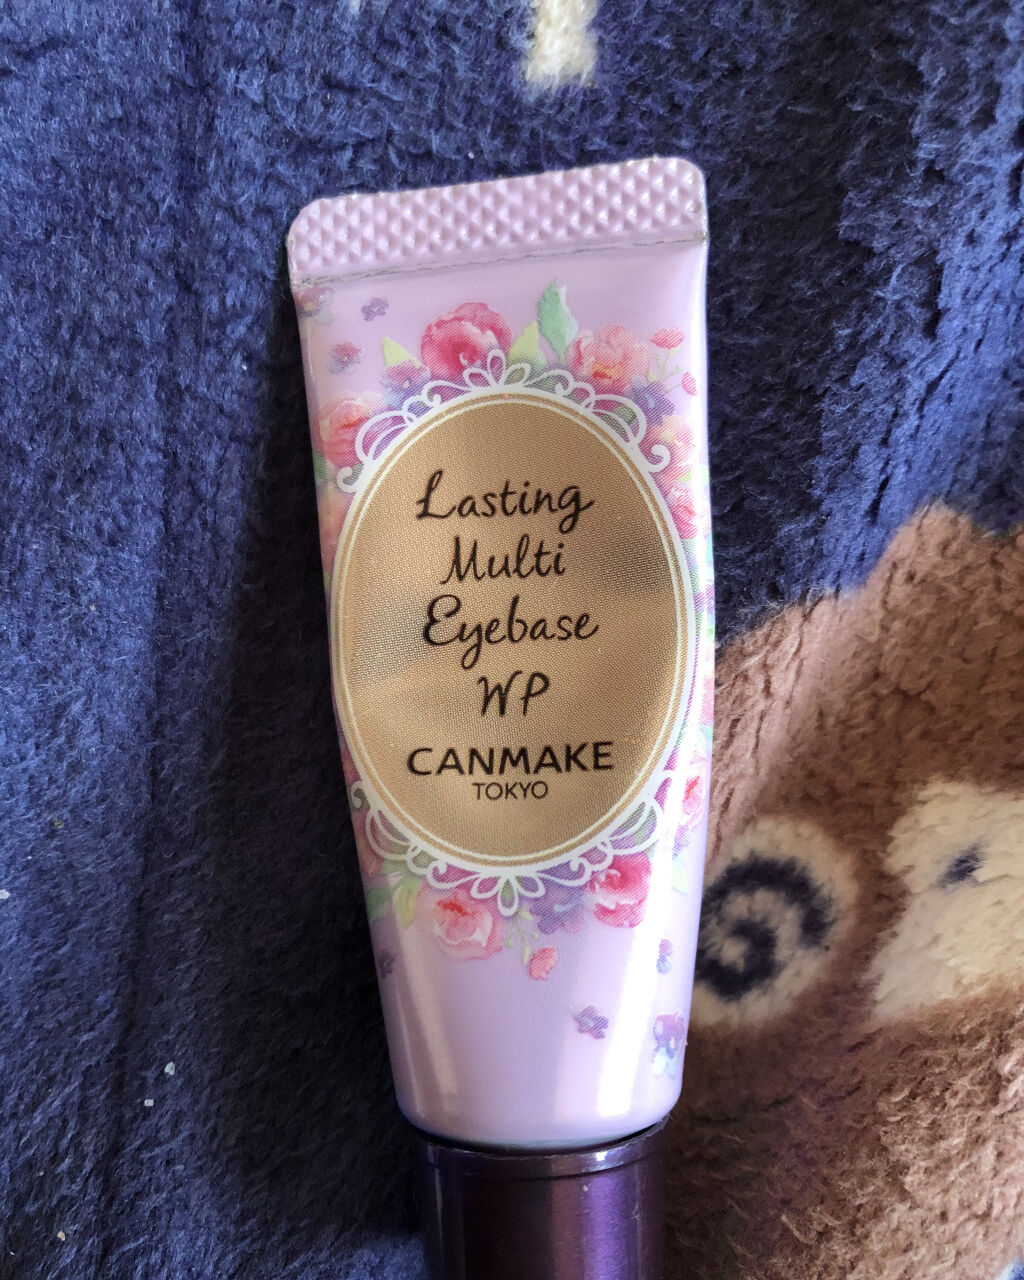 Lasting
Multi
Eyebase
WP
CANMAKE
TOKYO